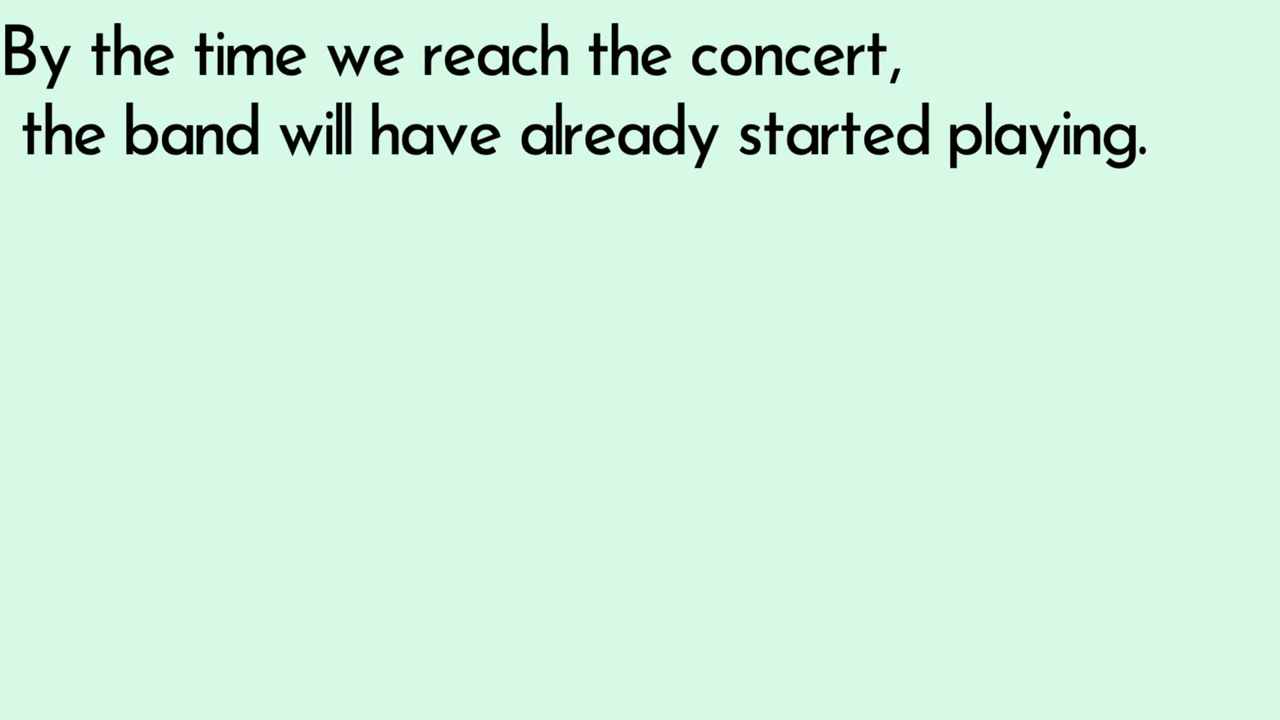 By the time we reach the concert,
the band will have already started playing.